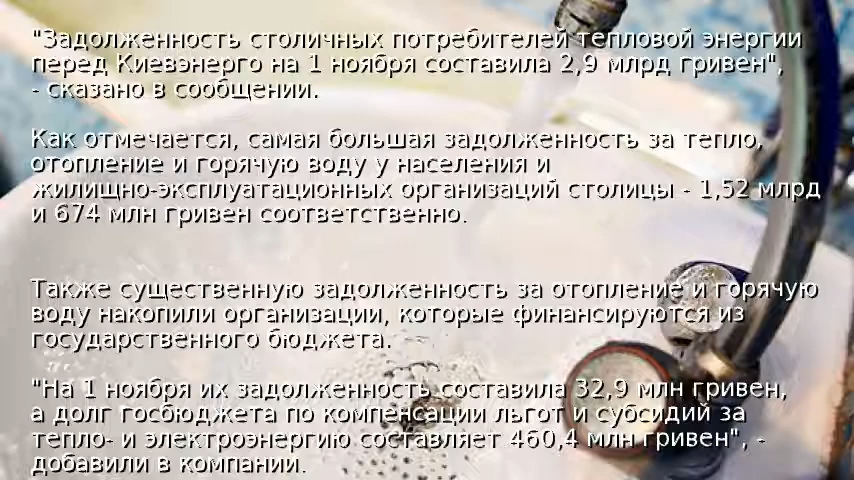 "Задолженность столичных потребителей тепловой энергии
перед Киевэнерго на 1 ноября составила 2,9 млрд гривен",
- сказано в сообщении.
Как отмечается, самая большая задолженность за тепло,
отопление и горячую воду у населения и
жилищно-эксплуатационных организаций столицы - 1,52 млрд
и 674 млн гривен соответственно.
Также существенную задолженность за отопление и горячую
воду накопили организации, которые финансируются из
государственного бюджета.
"На 1 ноября их задолженность составила 32,9 млн гривен,
а долг госбюджета по компенсации льгот и субсидий за
тепло- и электроэнергию составляет 460,4 млн гривен", -
добавили в компании.